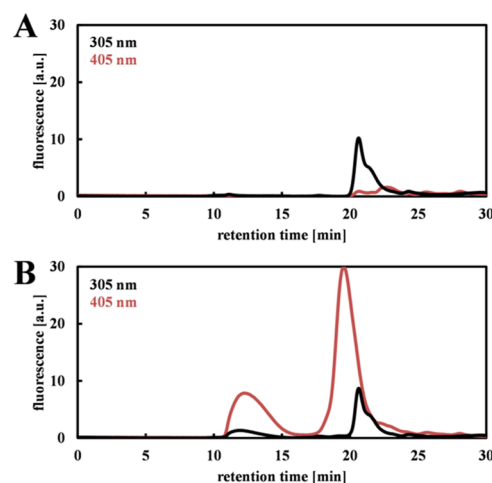 A
30
305 nm
405 nm
20
10
0
fluorescence [a.u.]
0 5 10 15 20 25 30
retention time [min]
B
30
305 nm
405 nm
20
10
0
fluorescence [a.u.]
0 5 10 15 20 25 30
retention time [min]